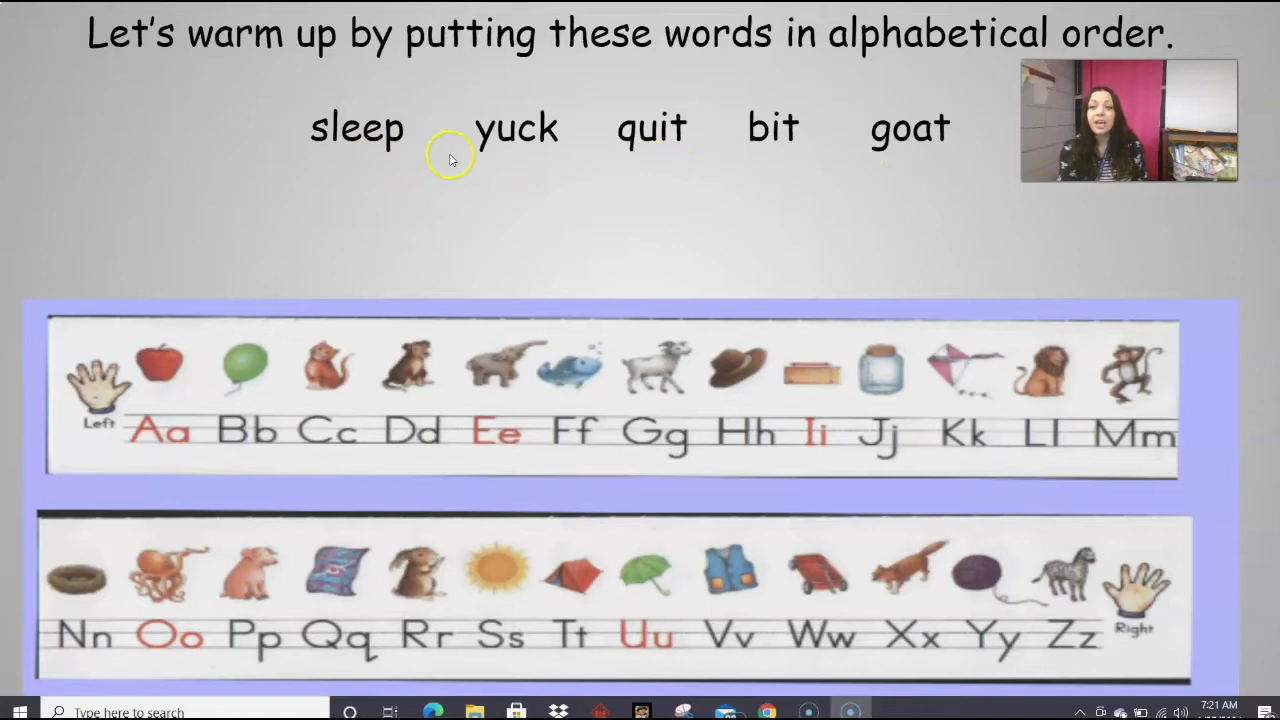 Let's warm up by putting these words in alphabetical order.
sleep yuck quit bit goat
Left Aa Bb Cc Dd Ee Ff Gg Hh Ii Jj Kk Ll Mm
Nn Oo Pp Qq Rr Ss Tt Uu Vv Ww Xx Yy Zz Right
Type here to search
7:21 AM